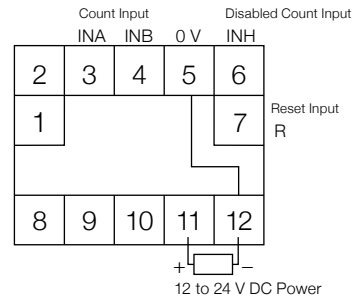 Count Input Disabled Count Input
INA INB 0 V INH
2 3 4 5 6
1 7 Reset Input
R
8 9 10 11 12
+ −
12 to 24 V DC Power